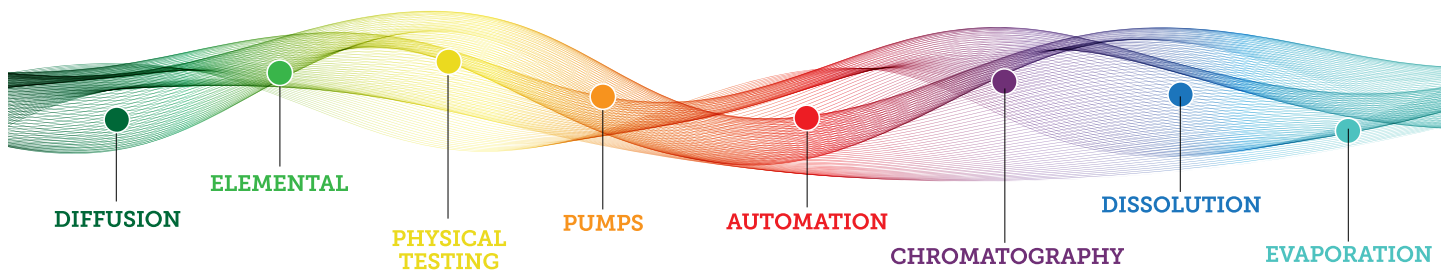 DIFFUSION
ELEMENTAL
PHYSICAL
TESTING
PUMPS
AUTOMATION
CHROMATOGRAPHY
DISSOLUTION
EVAPORATION